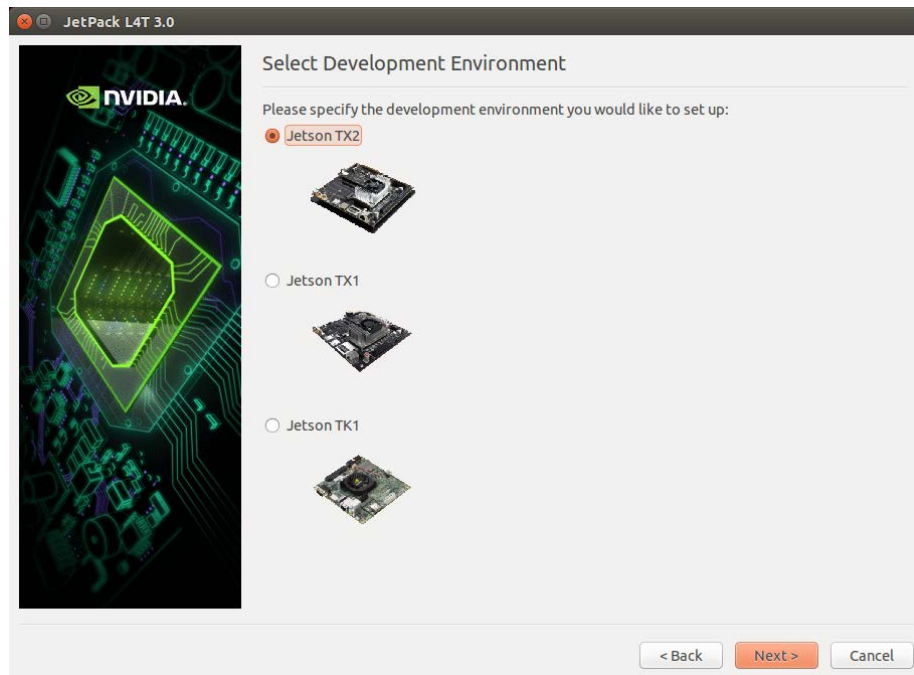 JetPack L4T 3.0
NVIDIA.
Select Development Environment
Please specify the development environment you would like to set up:
Jetson TX2
Jetson TX1
Jetson TK1
< Back
Next >
Cancel